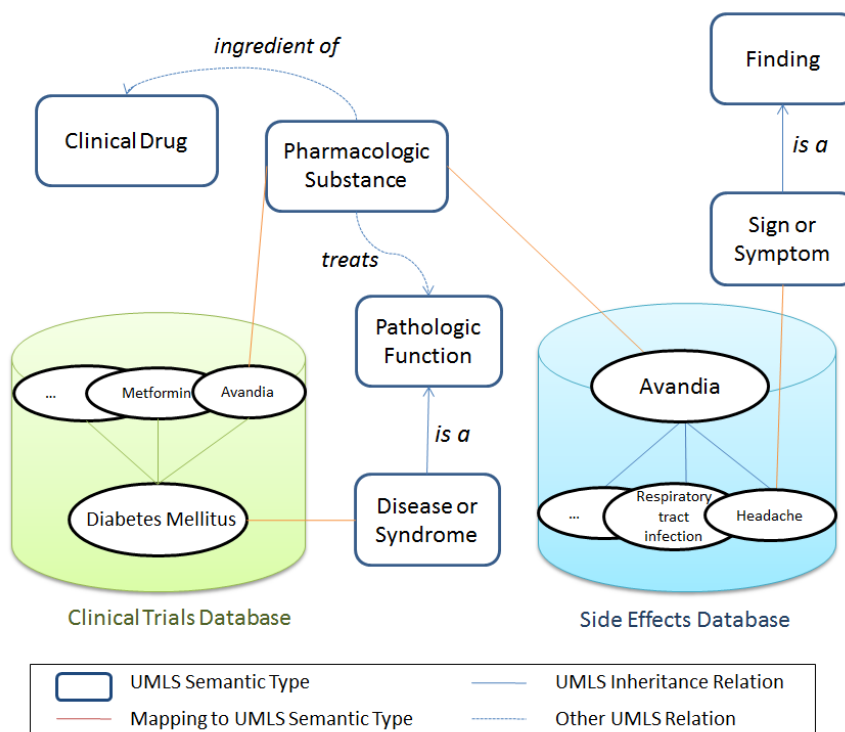 ingredient of
Finding
Clinical Drug
Pharmacologic
Substance
is a
Sign or
Symptom
treats
Pathologic
Function
...
Metformin
Avandia
Avandia
is a
Diabetes Mellitus
Disease or
Syndrome
...
Respiratory
tract
infection
Headache
Clinical Trials Database
Side Effects Database
UMLS Semantic Type
UMLS Inheritance Relation
Mapping to UMLS Semantic Type
Other UMLS Relation